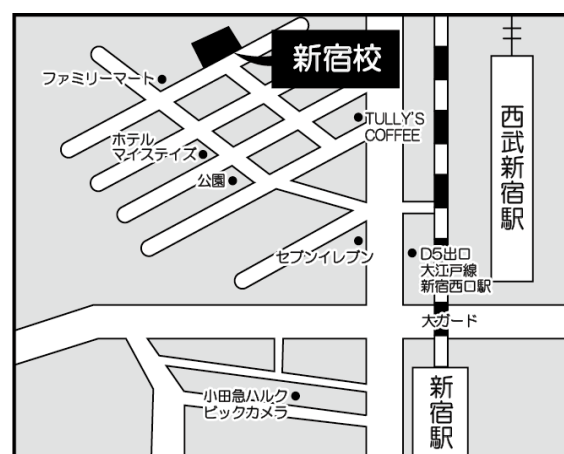 新宿校
ファミリーマート
TULLY'S
COFFEE
西武新宿駅
ホテル
マイステイズ
公園
セブンイレブン
D5出口
大江戸線
新宿西口駅
大ガード
小田急ハルク
ビックカメラ
新宿駅